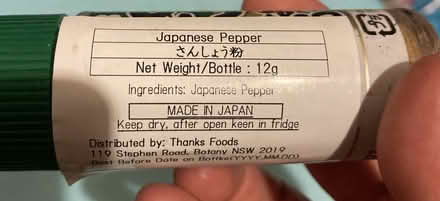 Japanese Pepper
さんしょう粉
Net Weight/Bottle : 12g
Ingredients: Japanese Pepper
MADE IN JAPAN
Keep dry, after open keen in fridge
Distributed by: Thanks Foods
119 Stephen Road, Botany NSW 2019
Best Before Date on Bottke(YYYY.MM.DD)